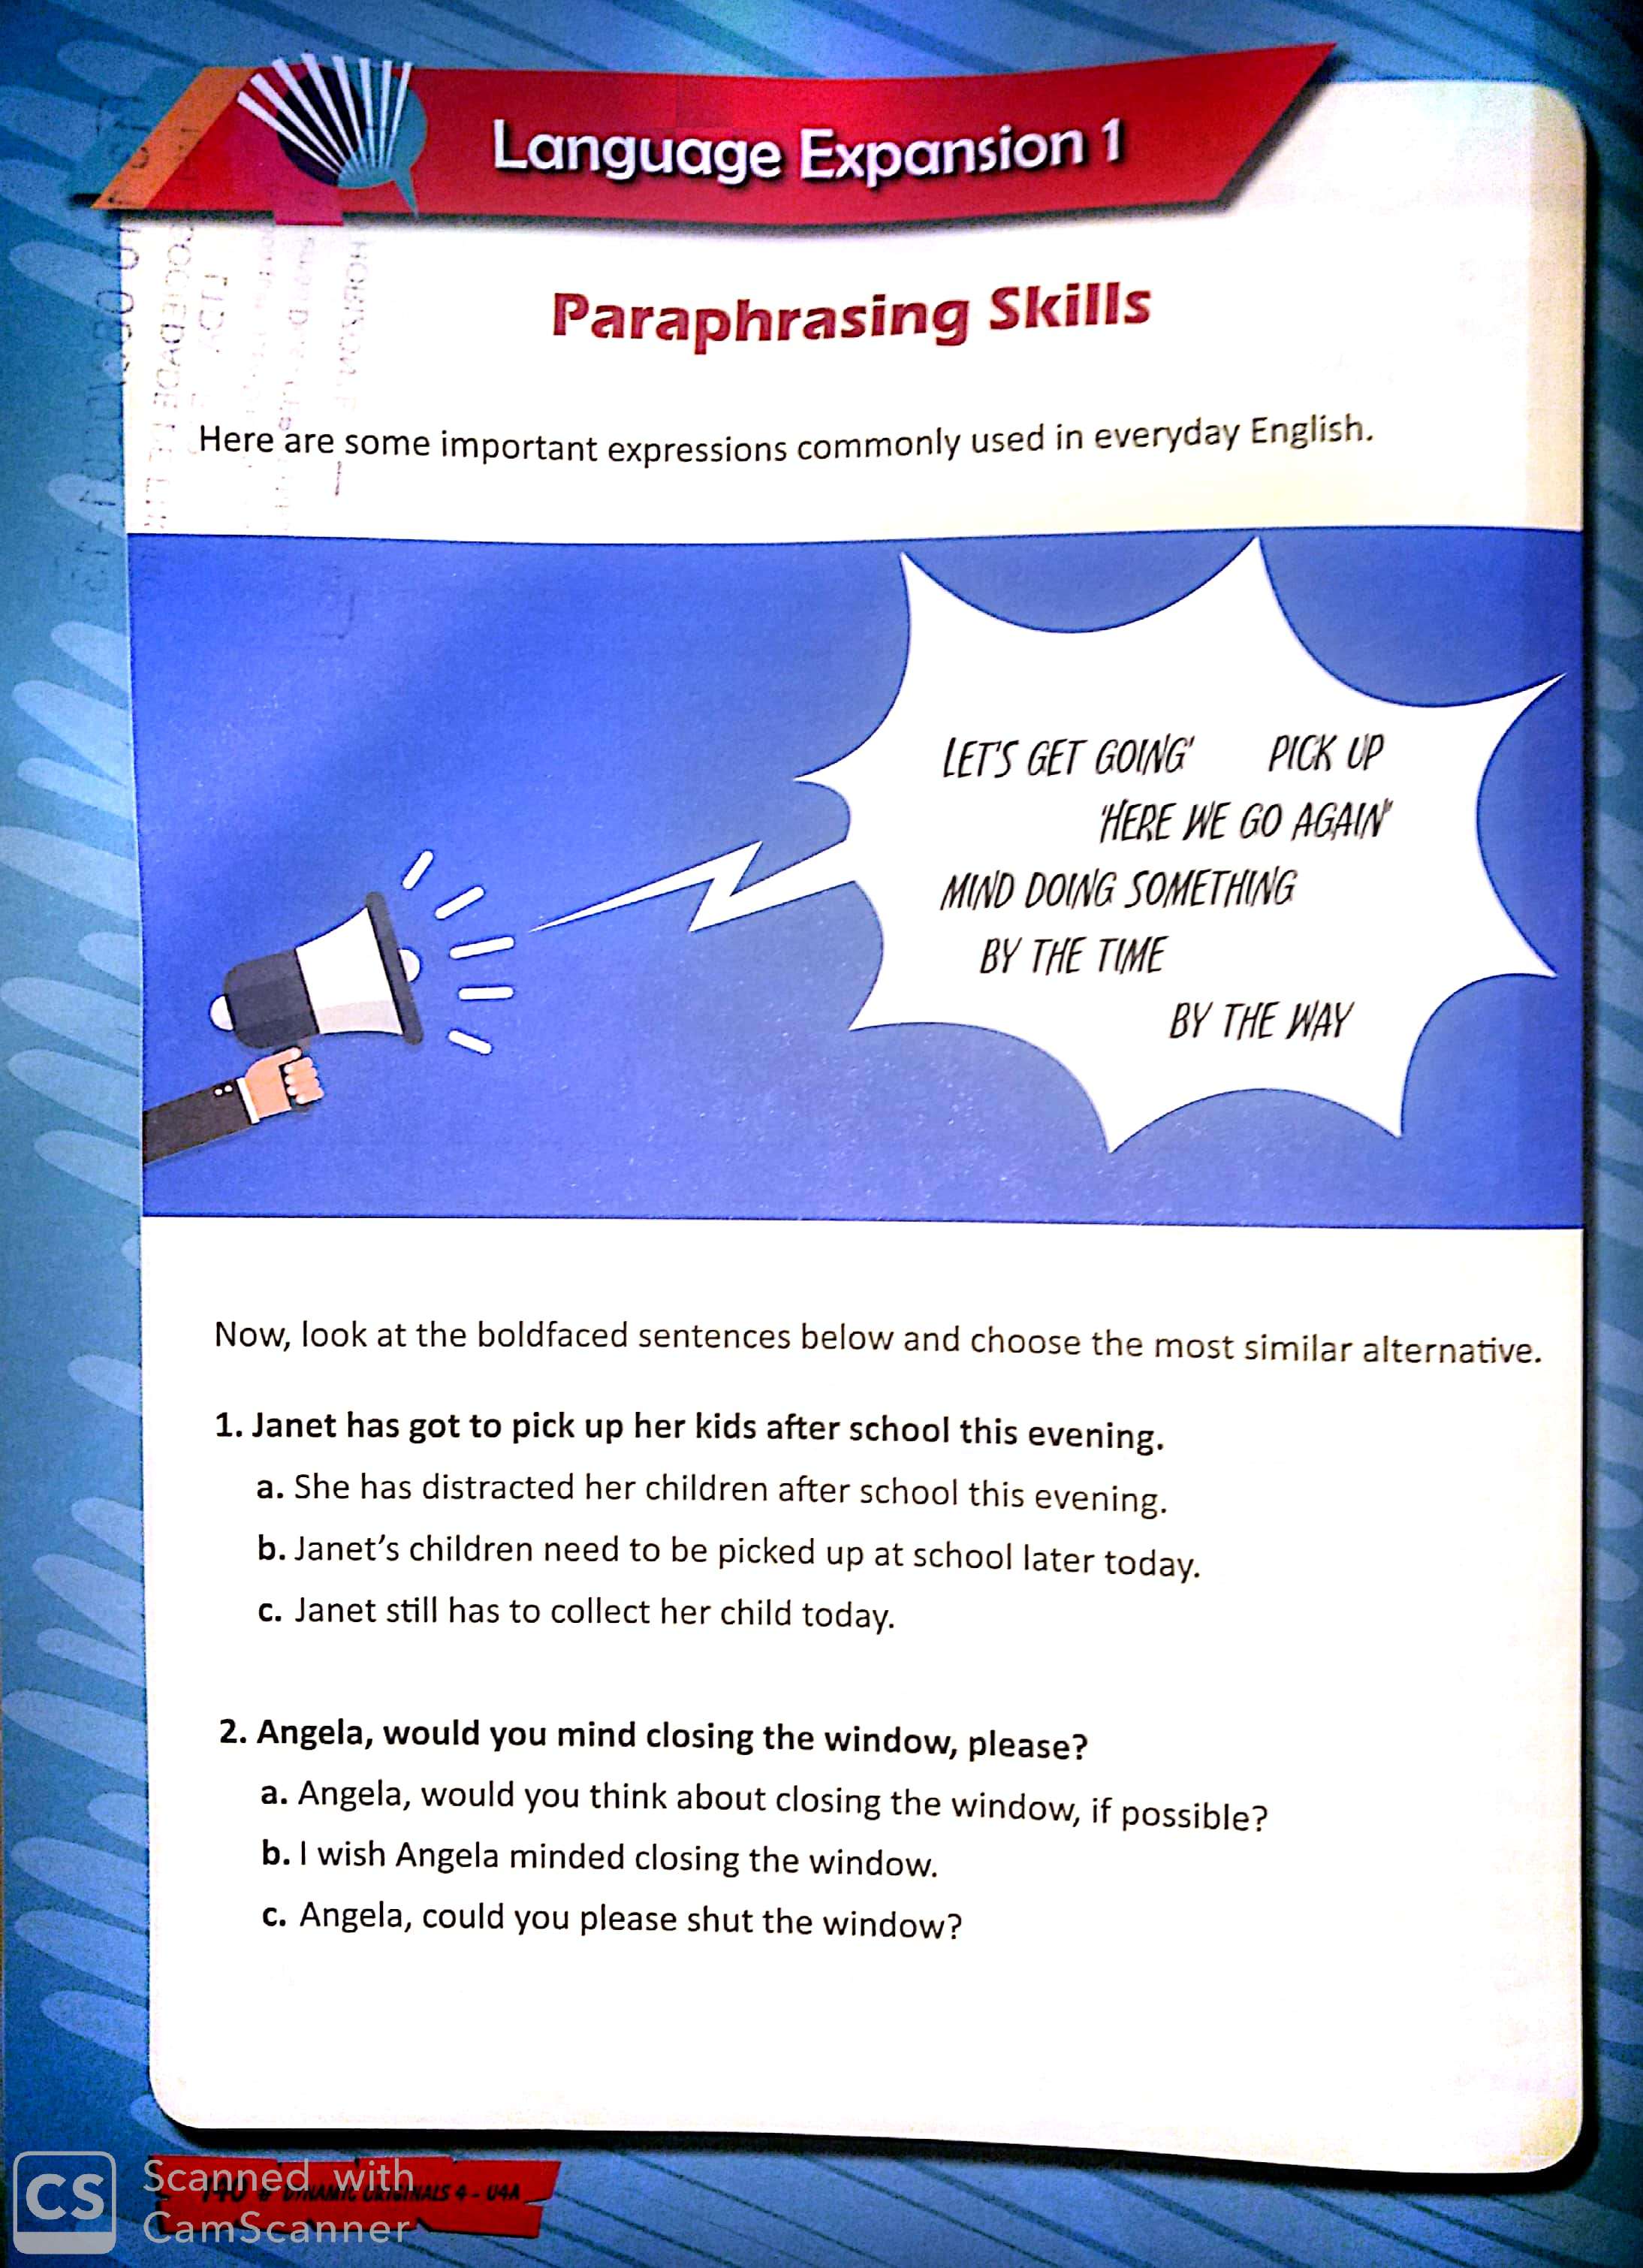 Language Expansion 1
Paraphrasing Skills
Here are some important expressions commonly used in everyday English.
LET'S GET GOING' PICK UP
'HERE WE GO AGAIN'
MIND DOING SOMETHING
BY THE TIME
BY THE WAY
Now, look at the boldfaced sentences below and choose the most similar alternative.
1. Janet has got to pick up her kids after school this evening.
a. She has distracted her children after school this evening.
b. Janet's children need to be picked up at school later today.
c. Janet still has to collect her child today.
2. Angela, would you mind closing the window, please?
a. Angela, would you think about closing the window, if possible?
b. I wish Angela minded closing the window.
c. Angela, could you please shut the window?
DYNAMIC ORIGINALS 4 - U4A
CS Scanned with
CamScanner